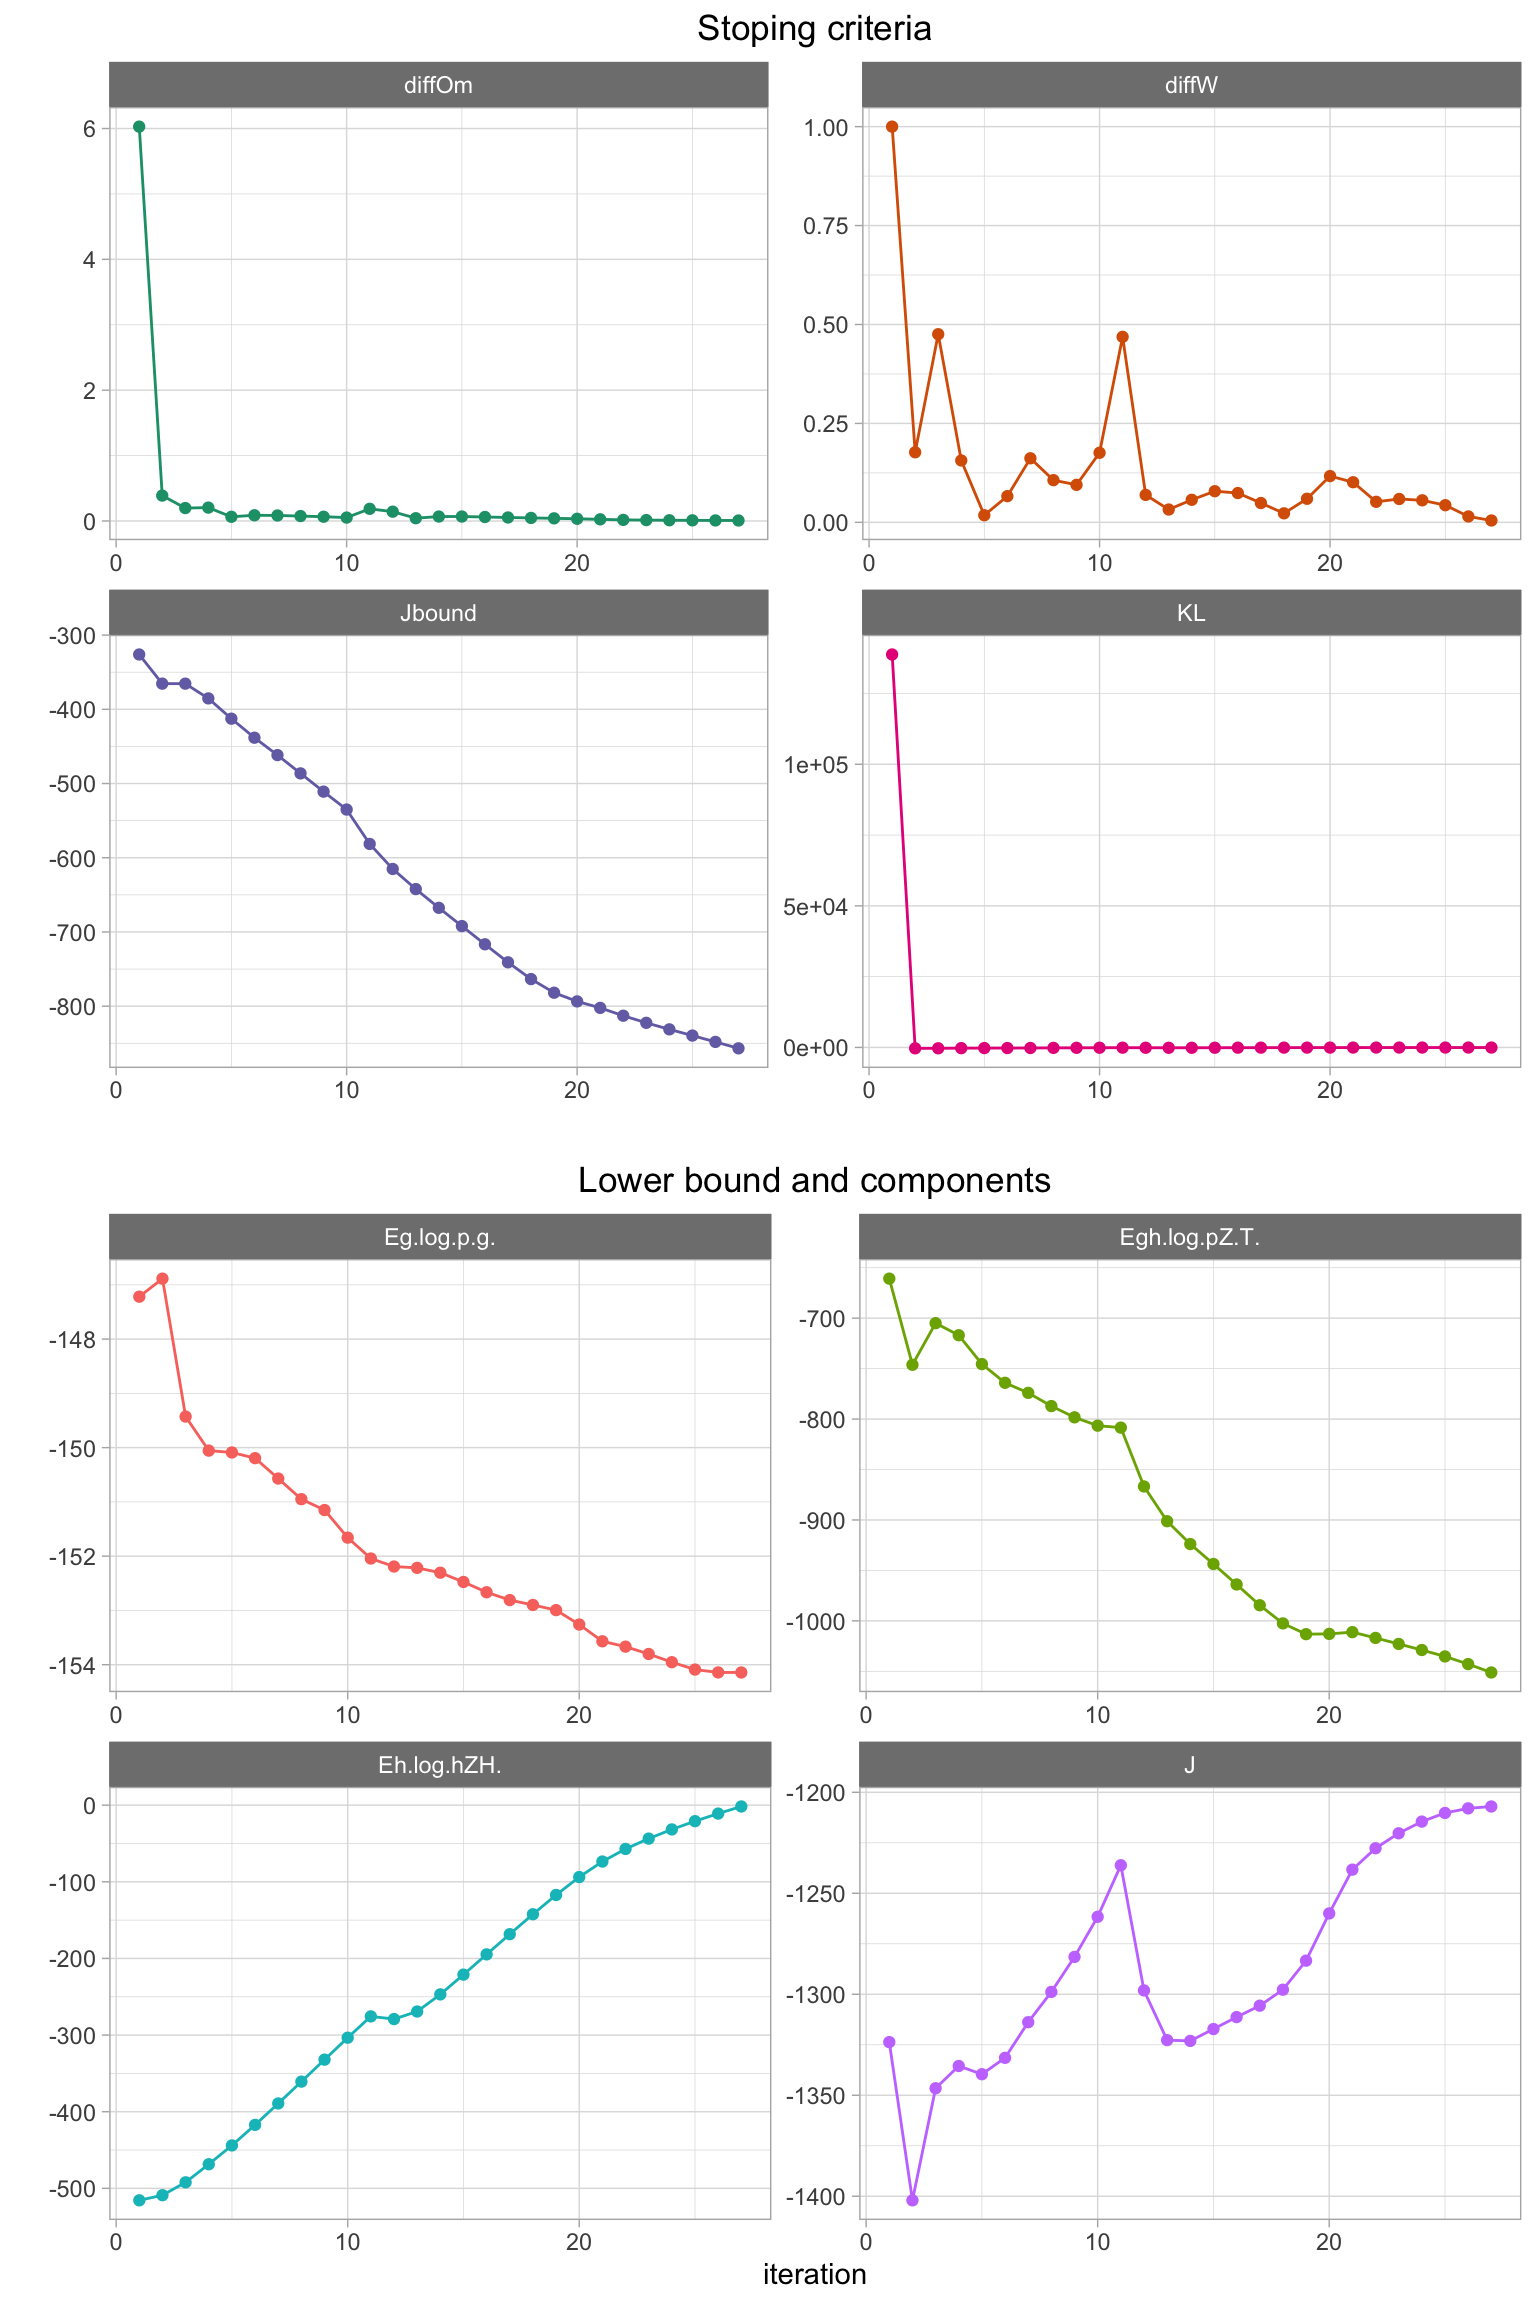 Stoping criteria
diffOm
diffW
6
4
2
0
0 10 20
1.00
0.75
0.50
0.25
0.00
0 10 20
Jbound
KL
-300
-400
-500
-600
-700
-800
0 10 20
1e+05
5e+04
0e+00
0 10 20
Lower bound and components
Eg.log.p.g.
Egh.log.pZ.T.
-148
-150
-152
-154
0 10 20
-700
-800
-900
-1000
0 10 20
Eh.log.hZH.
J
0
-100
-200
-300
-400
-500
0 10 20
-1200
-1250
-1300
-1350
-1400
0 10 20
iteration